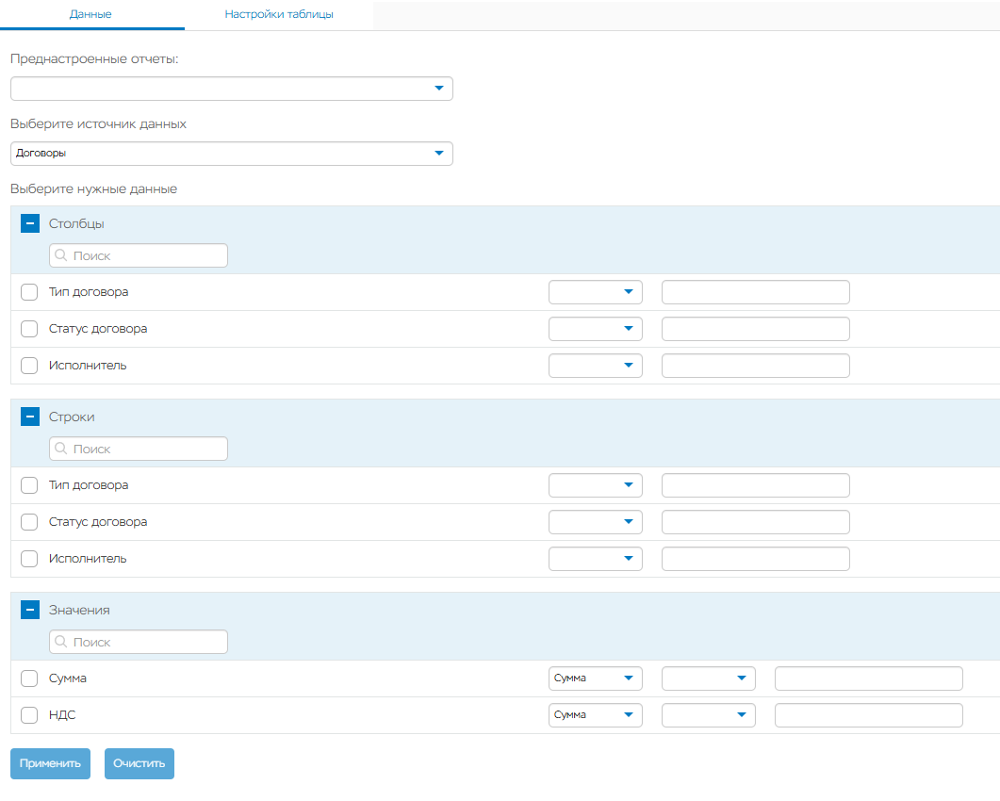 Данные
Настройки таблицы
Преднастроенные отчеты:
Выберите источник данных
Договоры
Выберите нужные данные
Столбцы
Поиск
Тип договора
Статус договора
Исполнитель
Строки
Поиск
Тип договора
Статус договора
Исполнитель
Значения
Поиск
Сумма
Сумма
НДС
Сумма
Применить
Очистить